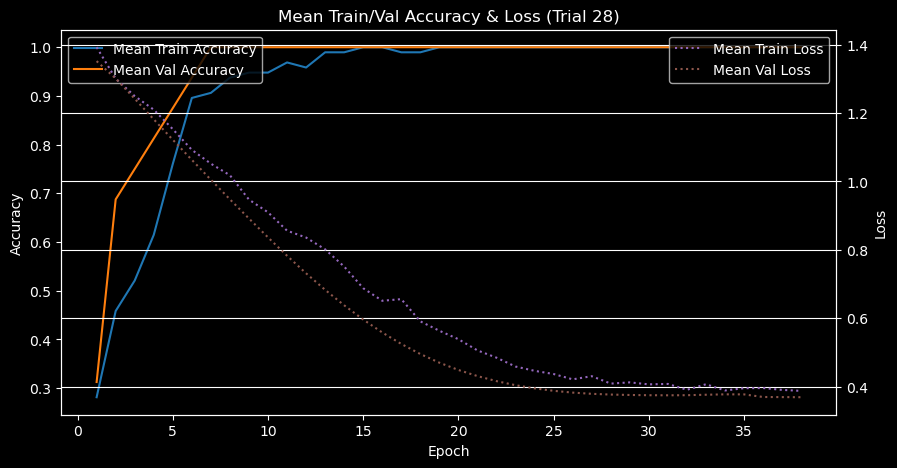 Mean Train/Val Accuracy & Loss (Trial 28)
Mean Train Accuracy
Mean Val Accuracy
Mean Train Loss
Mean Val Loss
1.0
0.9
0.8
0.7
0.6
0.5
0.4
0.3
Accuracy
1.4
1.2
1.0
0.8
0.6
0.4
Loss
0 5 10 15 20 25 30 35
Epoch